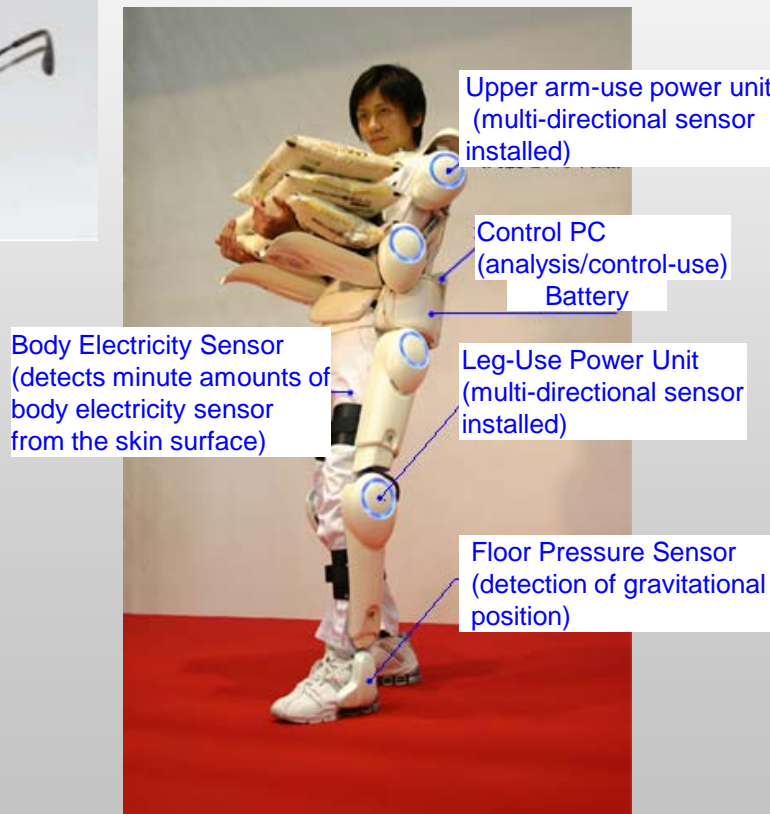 Upper arm-use power unit
(multi-directional sensor
installed)
Control PC
(analysis/control-use)
Battery
Body Electricity Sensor
(detects minute amounts of
body electricity sensor
from the skin surface)
Leg-Use Power Unit
(multi-directional sensor
installed)
Floor Pressure Sensor
(detection of gravitational
position)